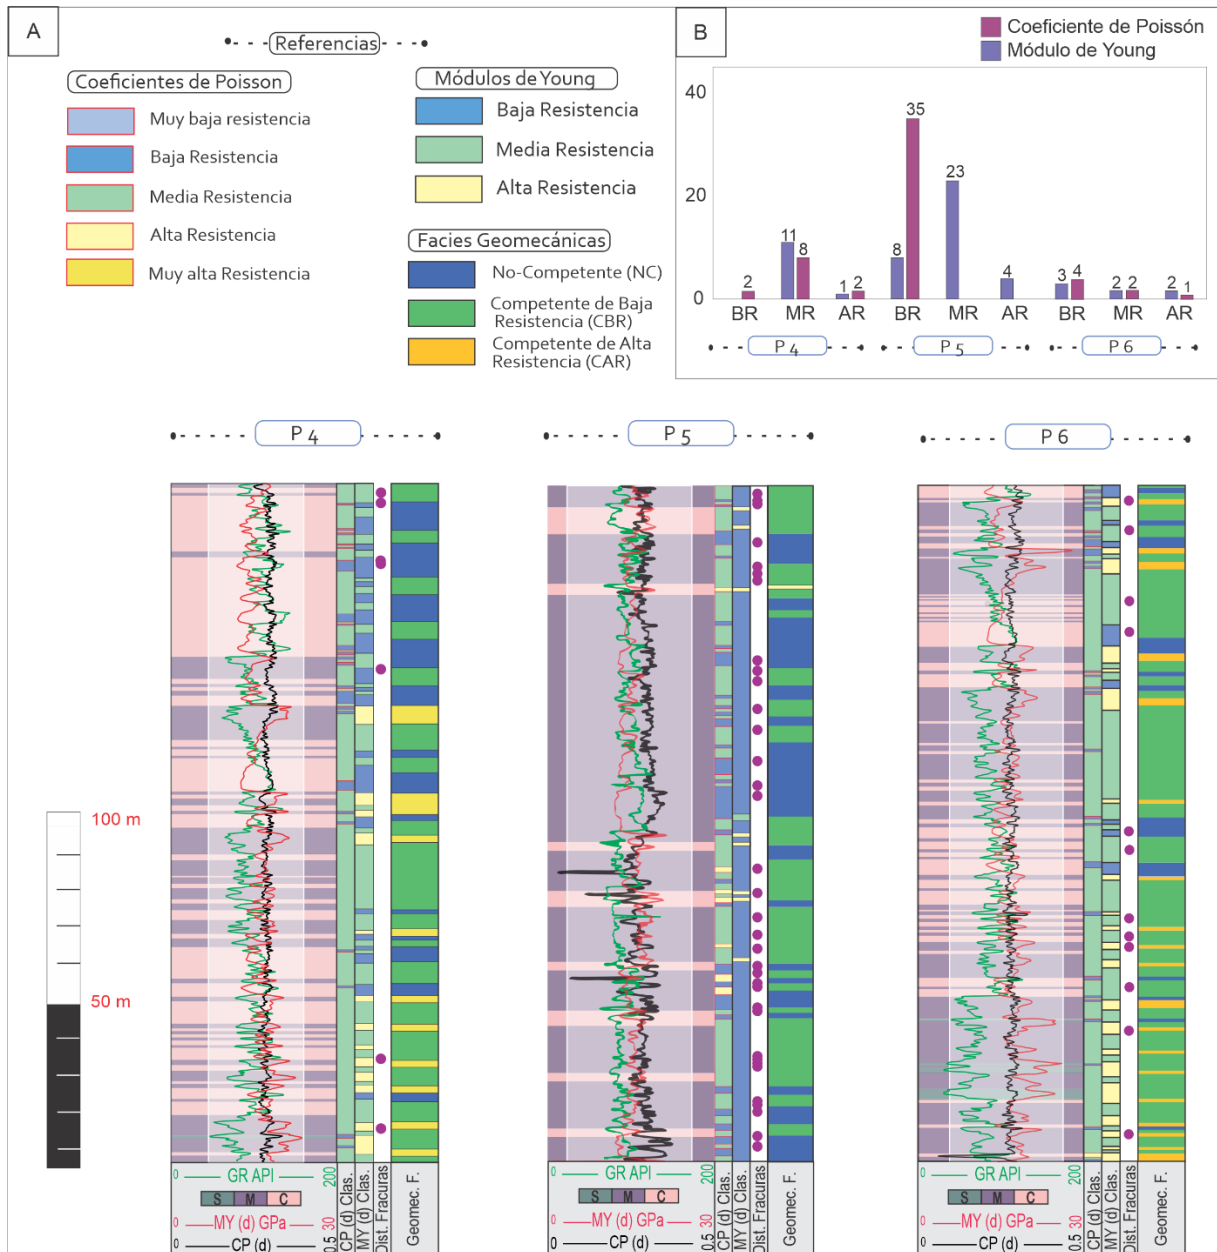 A
Referencias
Coeficientes de Poisson
Muy baja resistencia
Baja Resistencia
Media Resistencia
Alta Resistencia
Muy alta Resistencia
Módulos de Young
Baja Resistencia
Media Resistencia
Alta Resistencia
Facies Geomecánicas
No-Competente (NC)
Competente de Baja
Resistencia (CBR)
Competente de Alta
Resistencia (CAR)
B
Coeficiente de Poissón
Módulo de Young
40
20
0
2
11
8
1
2
8
35
23
4
3
4
2
2
2
1
BR
MR
AR
BR
MR
AR
BR
MR
AR
P 4
P 5
P 6
P 4
P 5
P 6
100 m
50 m
0
GR API
200
S
M
C
0
MY (d) GPa
30
0
CP (d)
0.5
CP (d) Clas.
MY (d) Clas.
Dist. Fracuras
Geomec. F.
0
GR API
200
S
M
C
0
MY (d) GPa
30
0
CP (d)
0.5
CP (d) Clas.
MY (d) Clas.
Dist. Fracuras
Geomec. F.
0
GR API
200
S
M
C
0
MY (d) GPa
30
0
CP (d)
0.5
CP (d) Clas.
MY (d) Clas.
Dist. Fracuras
Geomec. F.